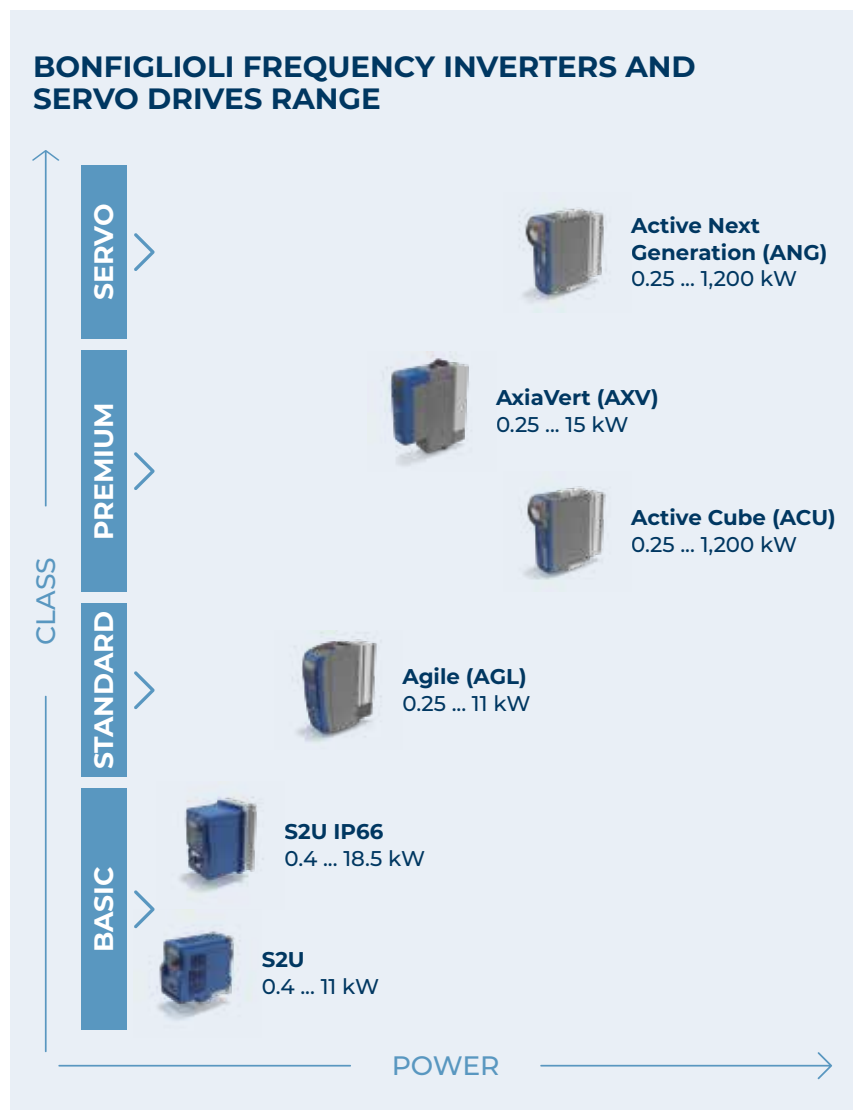 BONFIGLIOLI FREQUENCY INVERTERS AND
SERVO DRIVES RANGE
SERVO
Active Next
Generation (ANG)
0.25 ... 1,200 kW
PREMIUM
AxiaVert (AXV)
0.25 ... 15 kW
Active Cube (ACU)
0.25 ... 1,200 kW
CLASS
STANDARD
Agile (AGL)
0.25 ... 11 kW
BASIC
S2U IP66
0.4 ... 18.5 kW
S2U
0.4 ... 11 kW
POWER